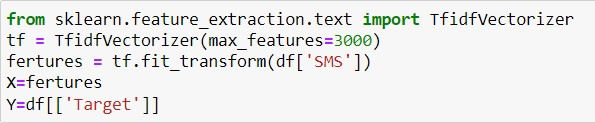 from sklearn.feature_extraction.text import TfidfVectorizer
tf = TfidfVectorizer(max_features=3000)
fertures = tf.fit_transform(df['SMS'])
X=fertures
Y=df[['Target']]